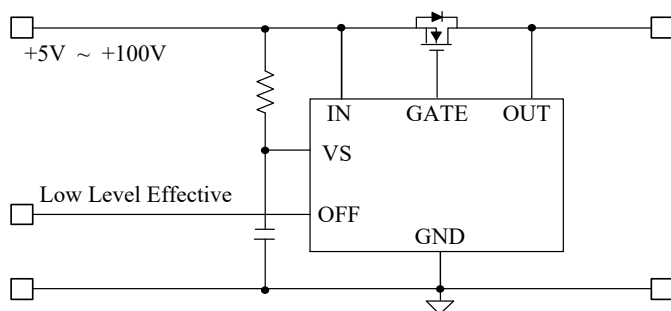 +5V ~ +100V
IN GATE OUT
VS
Low Level Effective
OFF
GND